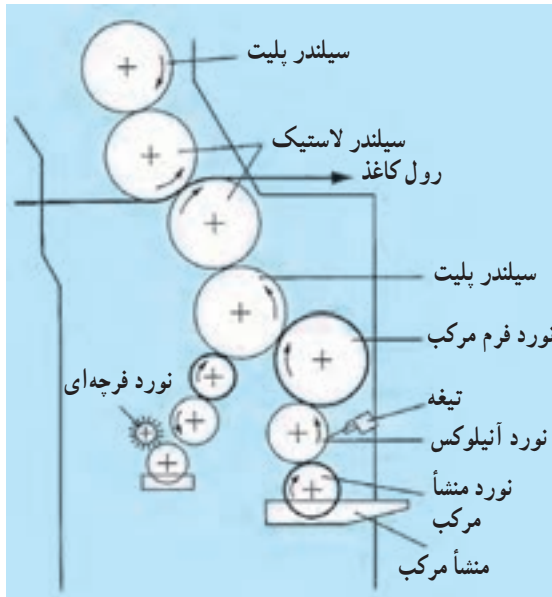 سیلندر پلیت
سیلندر لاستیک
رول کاغذ
سیلندر پلیت
نورد فرم مرکب
نورد فرچه‌ای
تیغه
نورد آنیلوکس
نورد منشأ
مرکب
منشأ مرکب